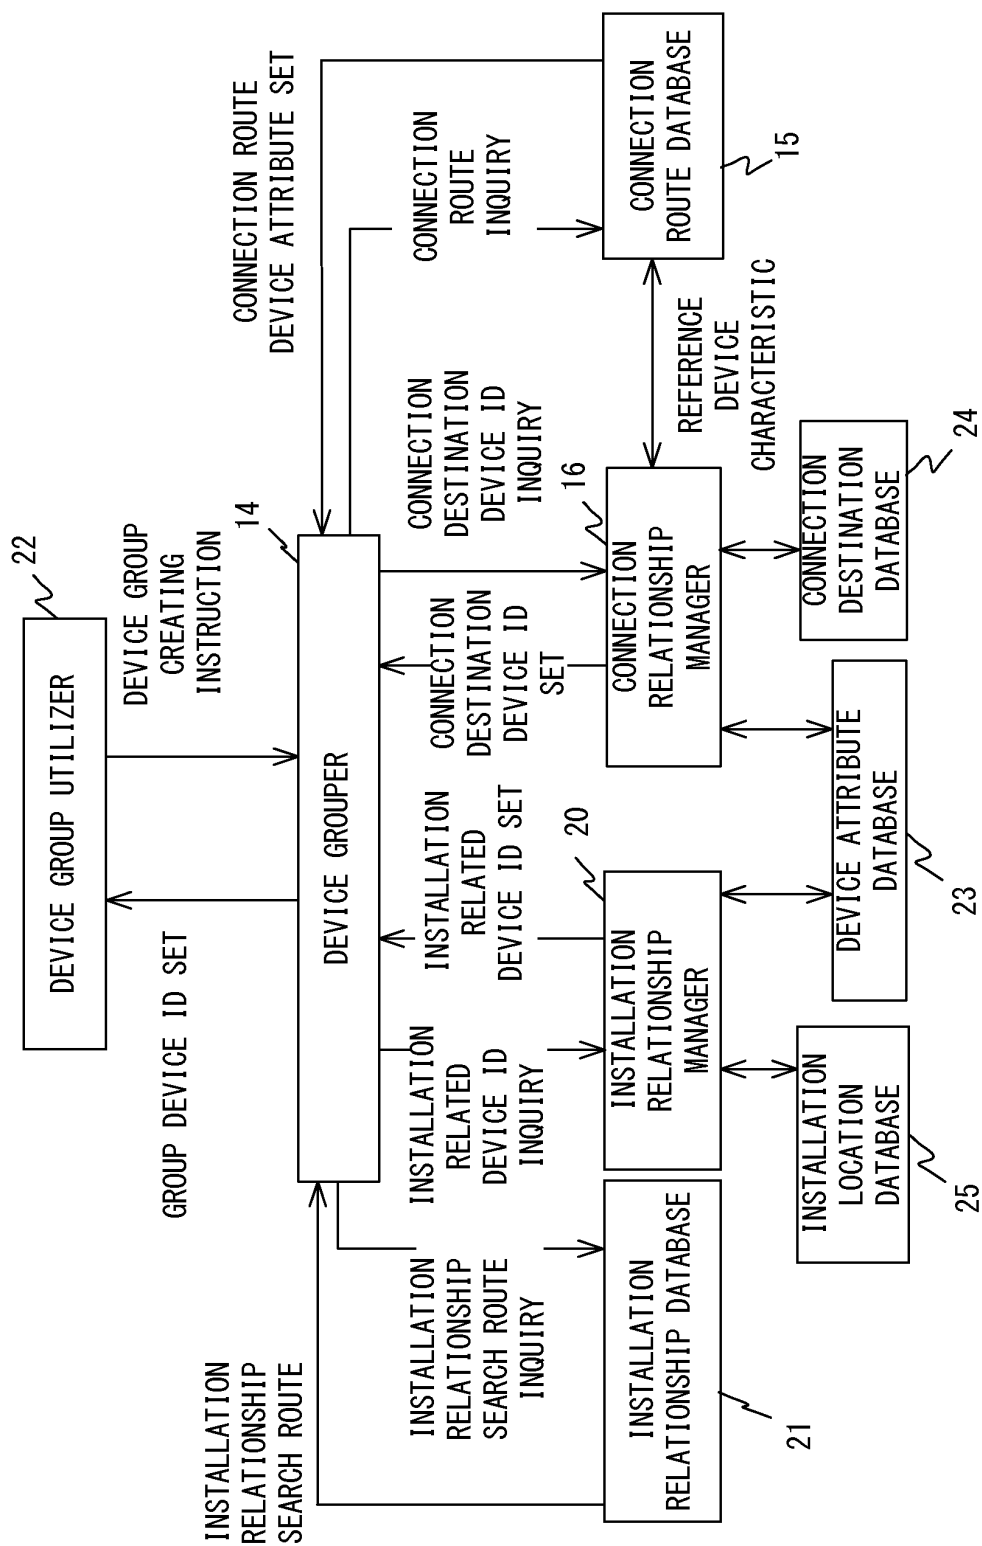 22
DEVICE GROUP UTILIZER
GROUP DEVICE ID SET
DEVICE GROUP
CREATING
INSTRUCTION
14
DEVICE GROUPER
INSTALLATION
RELATIONSHIP
SEARCH ROUTE
CONNECTION ROUTE
DEVICE ATTRIBUTE SET
INSTALLATION
RELATIONSHIP
SEARCH ROUTE
INQUIRY
INSTALLATION
RELATED
DEVICE ID
INQUIRY
INSTALLATION
RELATED
DEVICE ID SET
CONNECTION
DESTINATION
DEVICE ID
SET
CONNECTION
DESTINATION
DEVICE ID
INQUIRY
CONNECTION
ROUTE
INQUIRY
INSTALLATION
RELATIONSHIP DATABASE
21
INSTALLATION
RELATIONSHIP
MANAGER
20
CONNECTION
RELATIONSHIP
MANAGER
16
REFERENCE
DEVICE
CHARACTERISTIC
CONNECTION
ROUTE DATABASE
15
INSTALLATION
LOCATION
DATABASE
25
DEVICE ATTRIBUTE
DATABASE
23
CONNECTION
DESTINATION
DATABASE
24